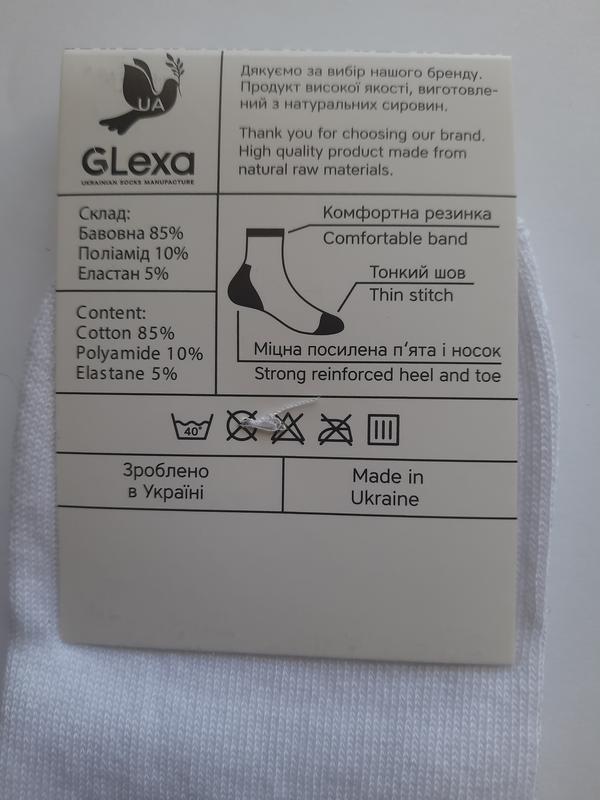 UA
GLexa
UKRAINIAN SOCKS MANUFACTURE
Дякуємо за вибір нашого бренду.
Продукт високої якості, виготовле-
ний з натуральних сировин.
Thank you for choosing our brand.
High quality product made from
natural raw materials.
Склад:
Бавовна 85%
Поліамід 10%
Еластан 5%
Content:
Cotton 85%
Polyamide 10%
Elastane 5%
Комфортна резинка
Comfortable band
Тонкий шов
Thin stitch
Міцна посилена п'ята і носок
Strong reinforced heel and toe
40°
Зроблено
в Україні
Made in
Ukraine